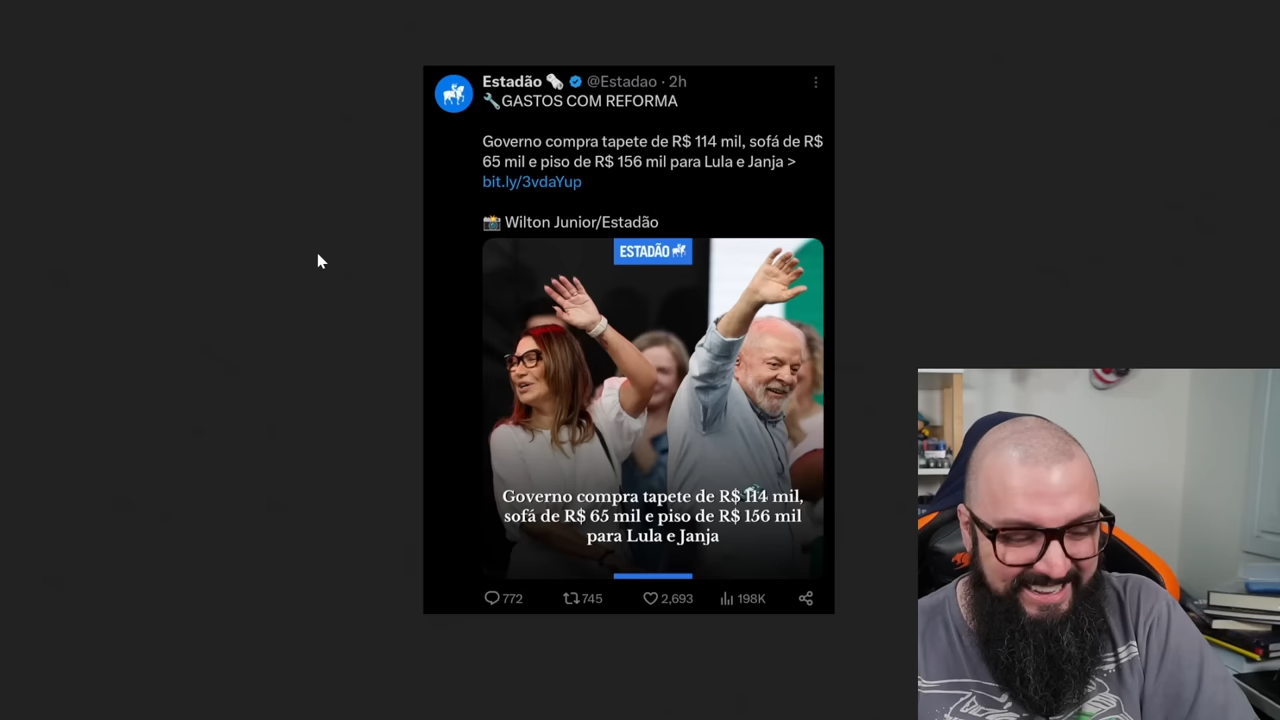 Estadão @Estadao · 2h
🔧GASTOS COM REFORMA
Governo compra tapete de R$ 114 mil, sofá de R$
65 mil e piso de R$ 156 mil para Lula e Janja >
bit.ly/3vdaYup
📸 Wilton Junior/Estadão
ESTADÃO
Governo compra tapete de R$ 114 mil,
sofá de R$ 65 mil e piso de R$ 156 mil
para Lula e Janja
772 745 2,693 198K